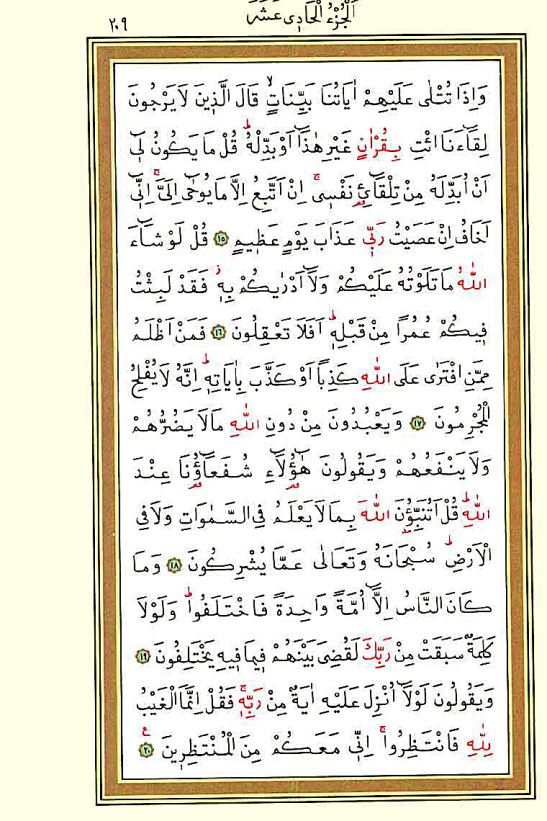 ٢٠٩
اَلْجُزْءُ الْحَادِى عَشَرَ
وَاِذَا تُتْلٰى عَلَيْهِمْ اٰيَاتُنَا بَيِّنَاتٍۙ قَالَ الَّذ۪ينَ لَا يَرْجُونَ
لِقَٓاءَنَا ائْتِ بِقُرْاٰنٍ غَيْرِ هٰذَٓا اَوْ بَدِّلْهُۜ قُلْ مَا يَكُونُ ل۪ٓى
اَنْ اُبَدِّلَهُ مِنْ تِلْقَٓائِ۬ نَفْس۪ىۚ اِنْ اَتَّبِعُ اِلَّا مَا يُوحٰٓى اِلَىَّۚ اِنّ۪ٓى
اَخَافُ اِنْ عَصَيْتُ رَبّ۪ى عَذَابَ يَوْمٍ عَظ۪يمٍ ﴿١٥﴾ قُلْ لَوْ شَٓاءَ
اللّٰهُ مَا تَلَوْتُهُ عَلَيْكُمْ وَلَٓا اَدْرٰيكُمْ بِه۪ۘ فَقَدْ لَبِثْتُ
ف۪يكُمْ عُمُراً مِنْ قَبْلِه۪ۜ اَفَلَا تَعْقِلُونَ ﴿١٦﴾ فَمَنْ اَظْلَمُ
مِمَّنِ افْتَرٰى عَلَى اللّٰهِ كَذِباً اَوْ كَذَّبَ بِاٰيَاتِه۪ۜ اِنَّهُ لَا يُفْلِحُ
الْمُجْرِمُونَ ﴿١٧﴾ وَيَعْبُدُونَ مِنْ دُونِ اللّٰهِ مَا لَا يَضُرُّهُمْ
وَلَا يَنْفَعُهُمْ وَيَقُولُونَ هٰٓؤُ۬لَٓاءِ شُفَعَٓاؤُ۬نَا عِنْدَ
اللّٰهِۜ قُلْ اَتُنَبِّؤُ۫نَ اللّٰهَ بِمَا لَا يَعْلَمُ فِى السَّمٰوَاتِ وَلَا فِى
الْاَرْضِۜ سُبْحَانَهُ وَتَعَالٰى عَمَّا يُشْرِكُونَ ﴿١٨﴾ وَمَا
كَانَ النَّاسُ اِلَّٓا اُمَّةً وَاحِدَةً فَاخْتَلَفُواۜ وَلَوْلَا
كَلِمَةٌ سَبَقَتْ مِنْ رَبِّكَ لَقُضِىَ بَيْنَهُمْ ف۪يمَا ف۪يهِ يَخْتَلِفُونَ ﴿١٩﴾
وَيَقُولُونَ لَوْلَٓا اُنْزِلَ عَلَيْهِ اٰيَةٌ مِنْ رَبِّه۪ۚ فَقُلْ اِنَّمَا الْغَيْبُ
لِلّٰهِ فَانْتَظِرُواۚ اِنّ۪ى مَعَكُمْ مِنَ الْمُنْتَظِر۪ينَ ﴿٢٠﴾ ع